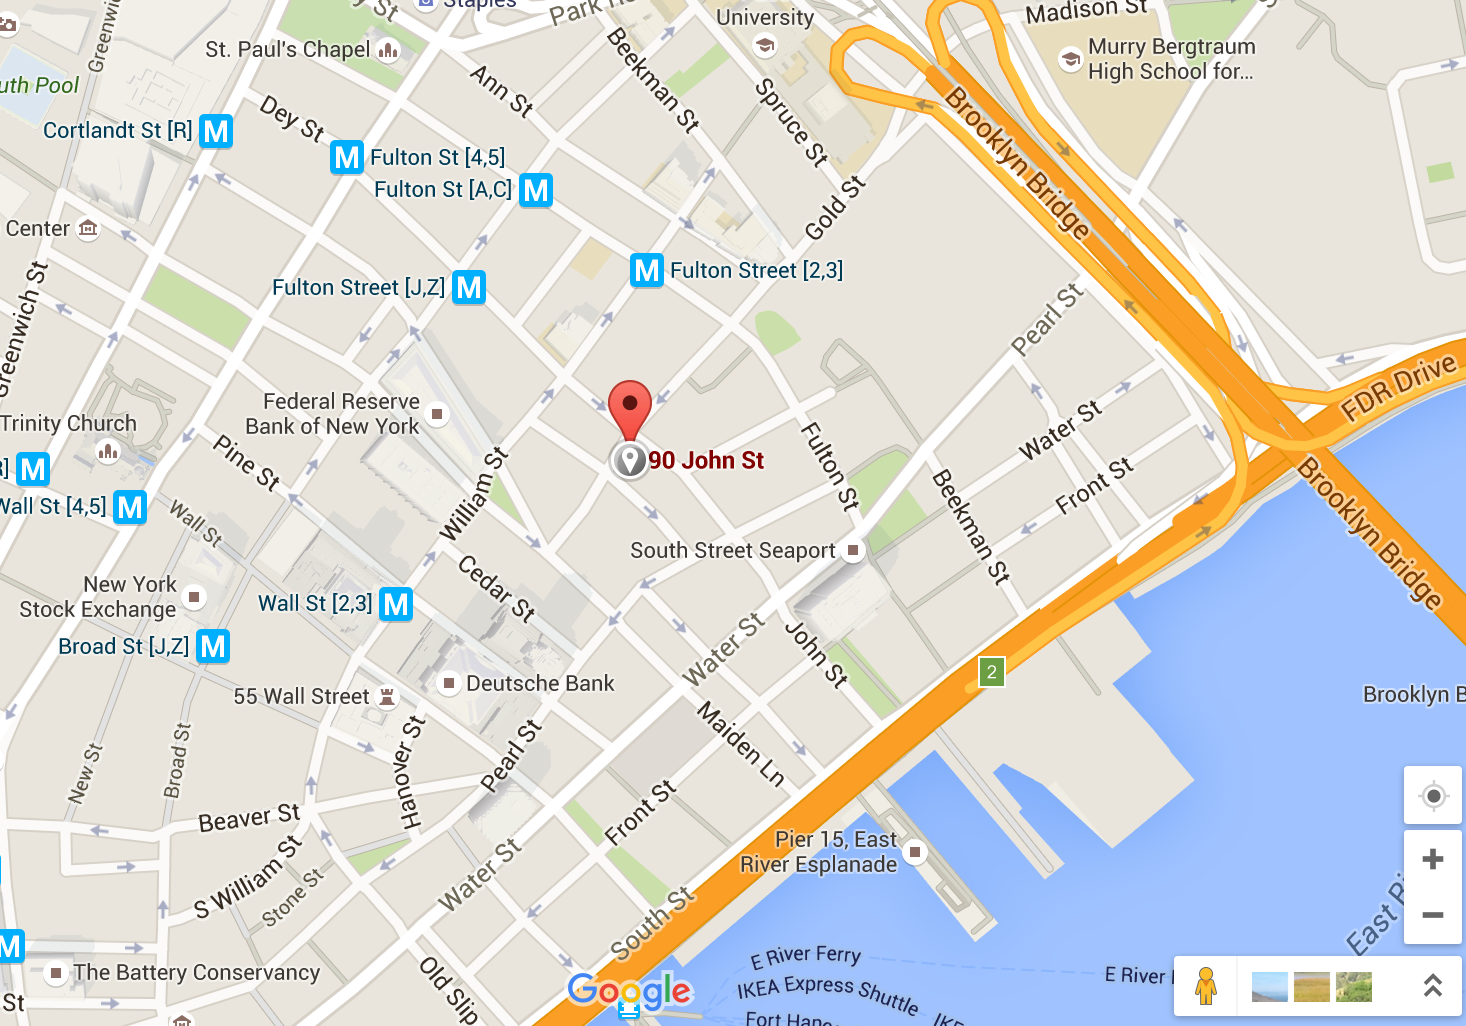 Staples
Park
University
Madison St
Greenwich
St. Paul's Chapel
Beekman St
Murry Bergtraum
High School for...
Ann St
Spruce St
uth Pool
Dey St
Brooklyn Bridge
Cortlandt St [R]
M
M
Fulton St [4,5]
Fulton St [A,C]
M
Gold St
Center
Fulton Street [J,Z]
M
M
Fulton Street [2,3]
Greenwich St
Pearl St
FDR Drive
Federal Reserve
Bank of New York
Trinity Church
90 John St
Fulton St
Water St
Pine St
William St
M
Wall St [4,5]
M
Wall St
Beekman St
Front St
Brooklyn Bridge
South Street Seaport
Cedar St
New York
Stock Exchange
Wall St [2,3]
M
Broad St [J,Z]
M
Water St
John St
2
55 Wall Street
Deutsche Bank
Brooklyn B
New St
Broad St
Hanover St
Pearl St
Maiden Ln
Beaver St
Front St
Pier 15, East
River Esplanade
S William St
Stone St
Water St
South St
East Ri
M
The Battery Conservancy
St
Old Slip
Google
E River Ferry
IKEA Express Shuttle
E River
IKE
Fort Ham